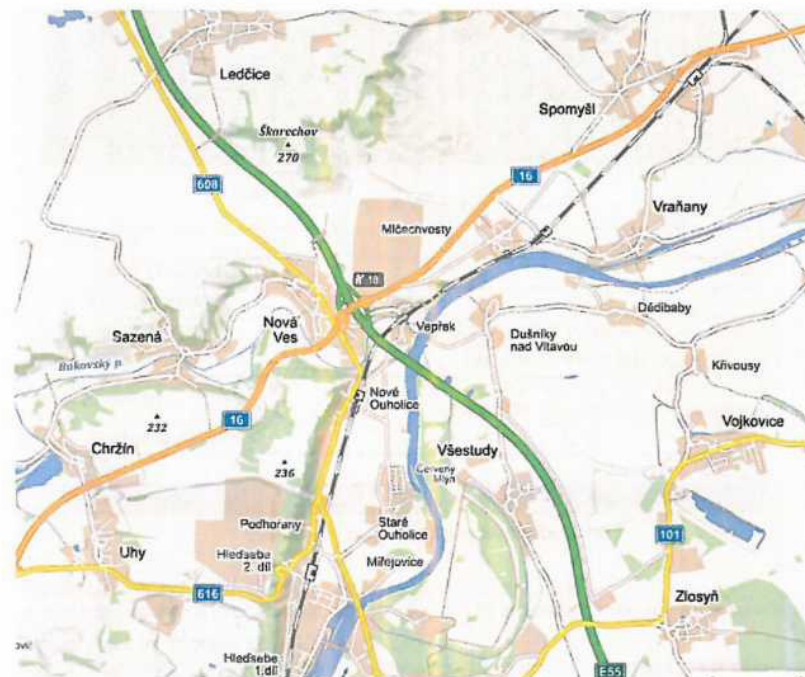 Ledčice
Spomyšl
Škarechov
270
16
608
Vraňany
Mlčechvosty
18
Dědibaby
Nová
Ves
Vepřek
Dušníky
nad Vltavou
Sazená
Bakovský p.
Křivousy
Nové
Ouholice
16
232
Vojkovice
Chržín
Všestudy
236
Červený
Mlýn
Podhořany
Staré
Ouholice
101
Uhy
Hleďsebe
2. díl
Miřejovice
616
Zlosyň
Hleďsebe
1.díl
E55